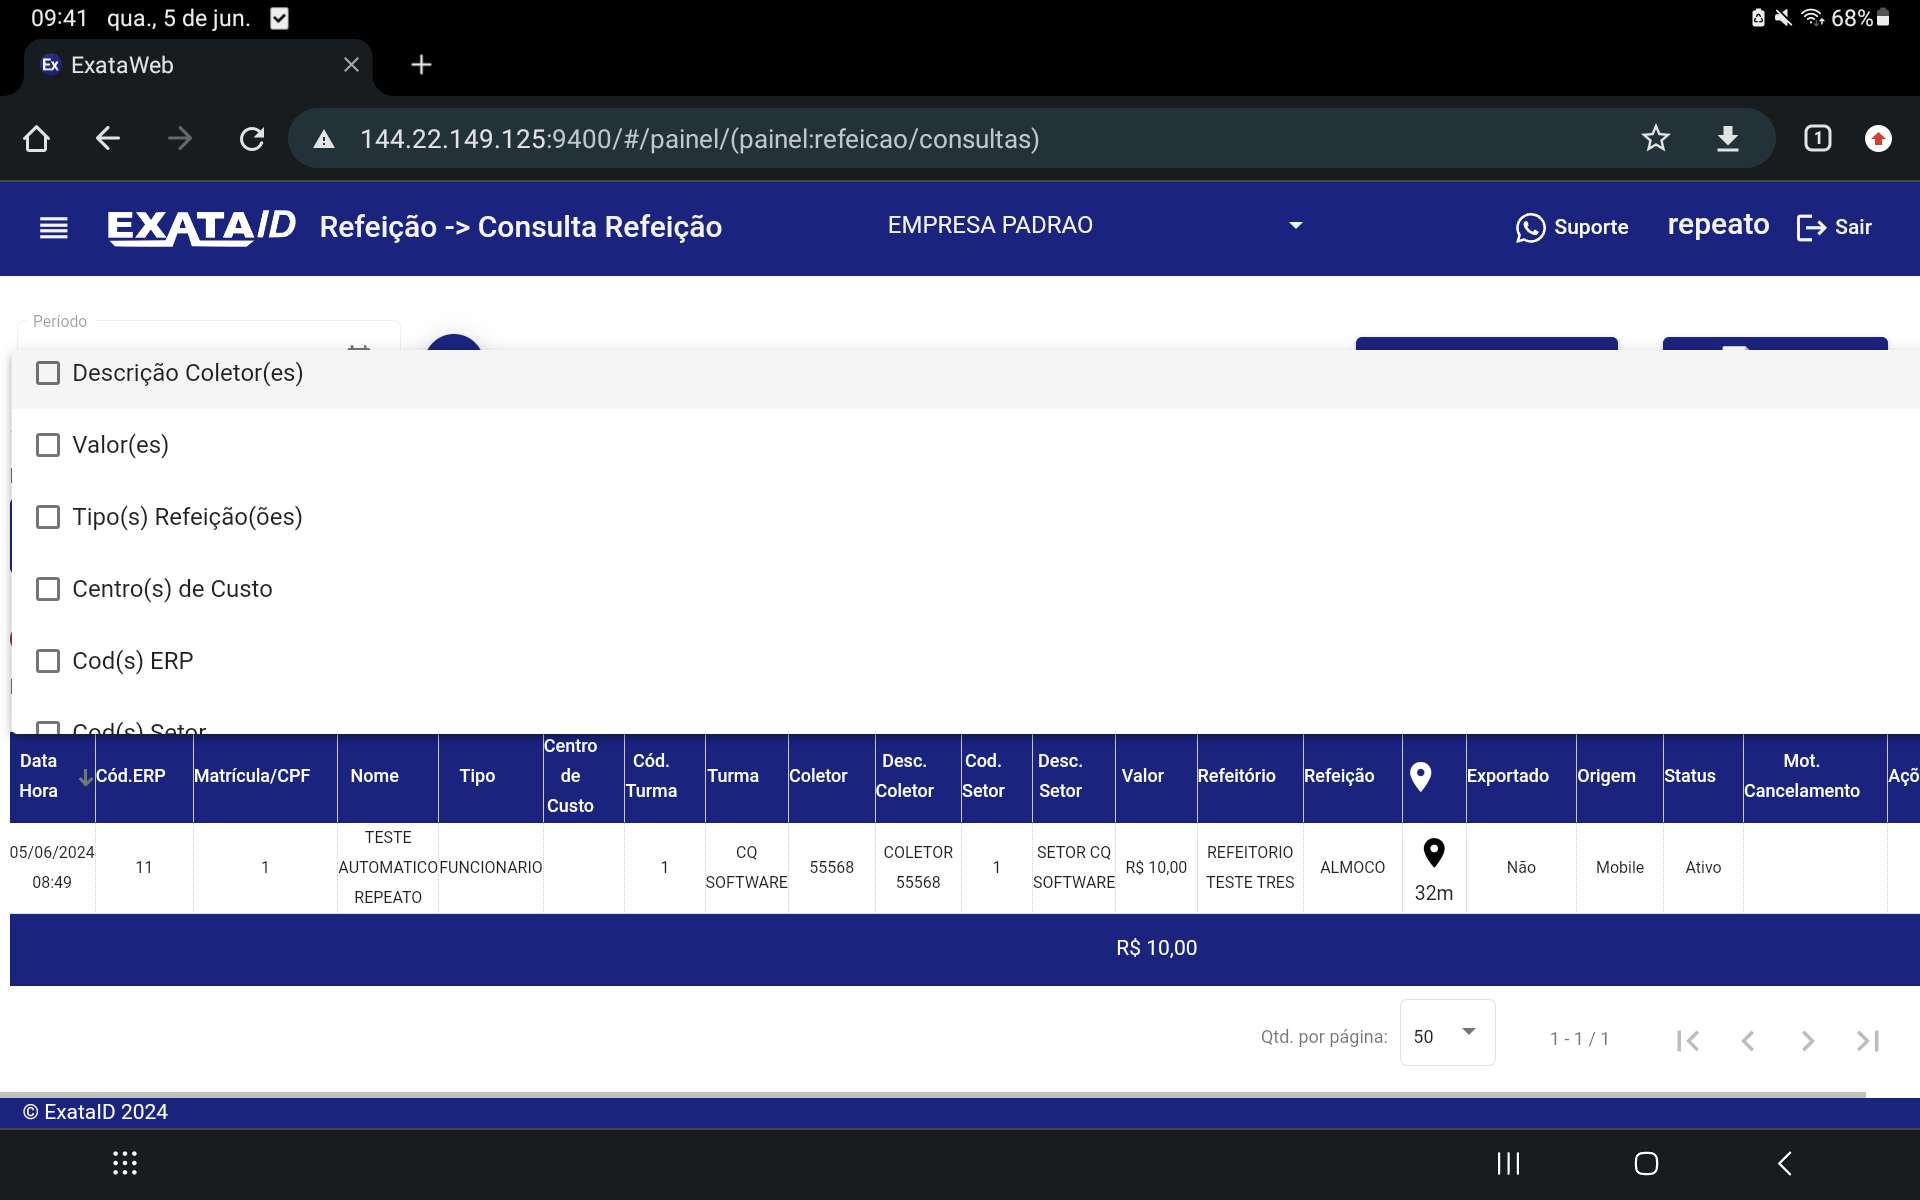 09:41 qua., 5 de jun. 68%
Ex ExataWeb
144.22.149.125:9400/#/painel/(painel:refeicao/consultas) 1
EXATAID Refeição -> Consulta Refeição EMPRESA PADRAO Suporte repeato Sair
Período
Descrição Coletor(es)
Valor(es)
Tipo(s) Refeição(ões)
Centro(s) de Custo
Cod(s) ERP
Cod(s) Setor
Data Hora Cód.ERP Matrícula/CPF Nome Tipo Centro de Custo Cód. Turma Turma Coletor Desc. Coletor Cod. Setor Desc. Setor Valor Refeitório Refeição Exportado Origem Status Mot. Cancelamento Açõ
05/06/2024 08:49 11 1 TESTE AUTOMATICO REPEATO FUNCIONARIO 1 CQ SOFTWARE 55568 COLETOR 55568 1 SETOR CQ SOFTWARE R$ 10,00 REFEITORIO TESTE TRES ALMOCO 32m Não Mobile Ativo
R$ 10,00
Qtd. por página: 50 1 - 1 / 1
© ExataID 2024